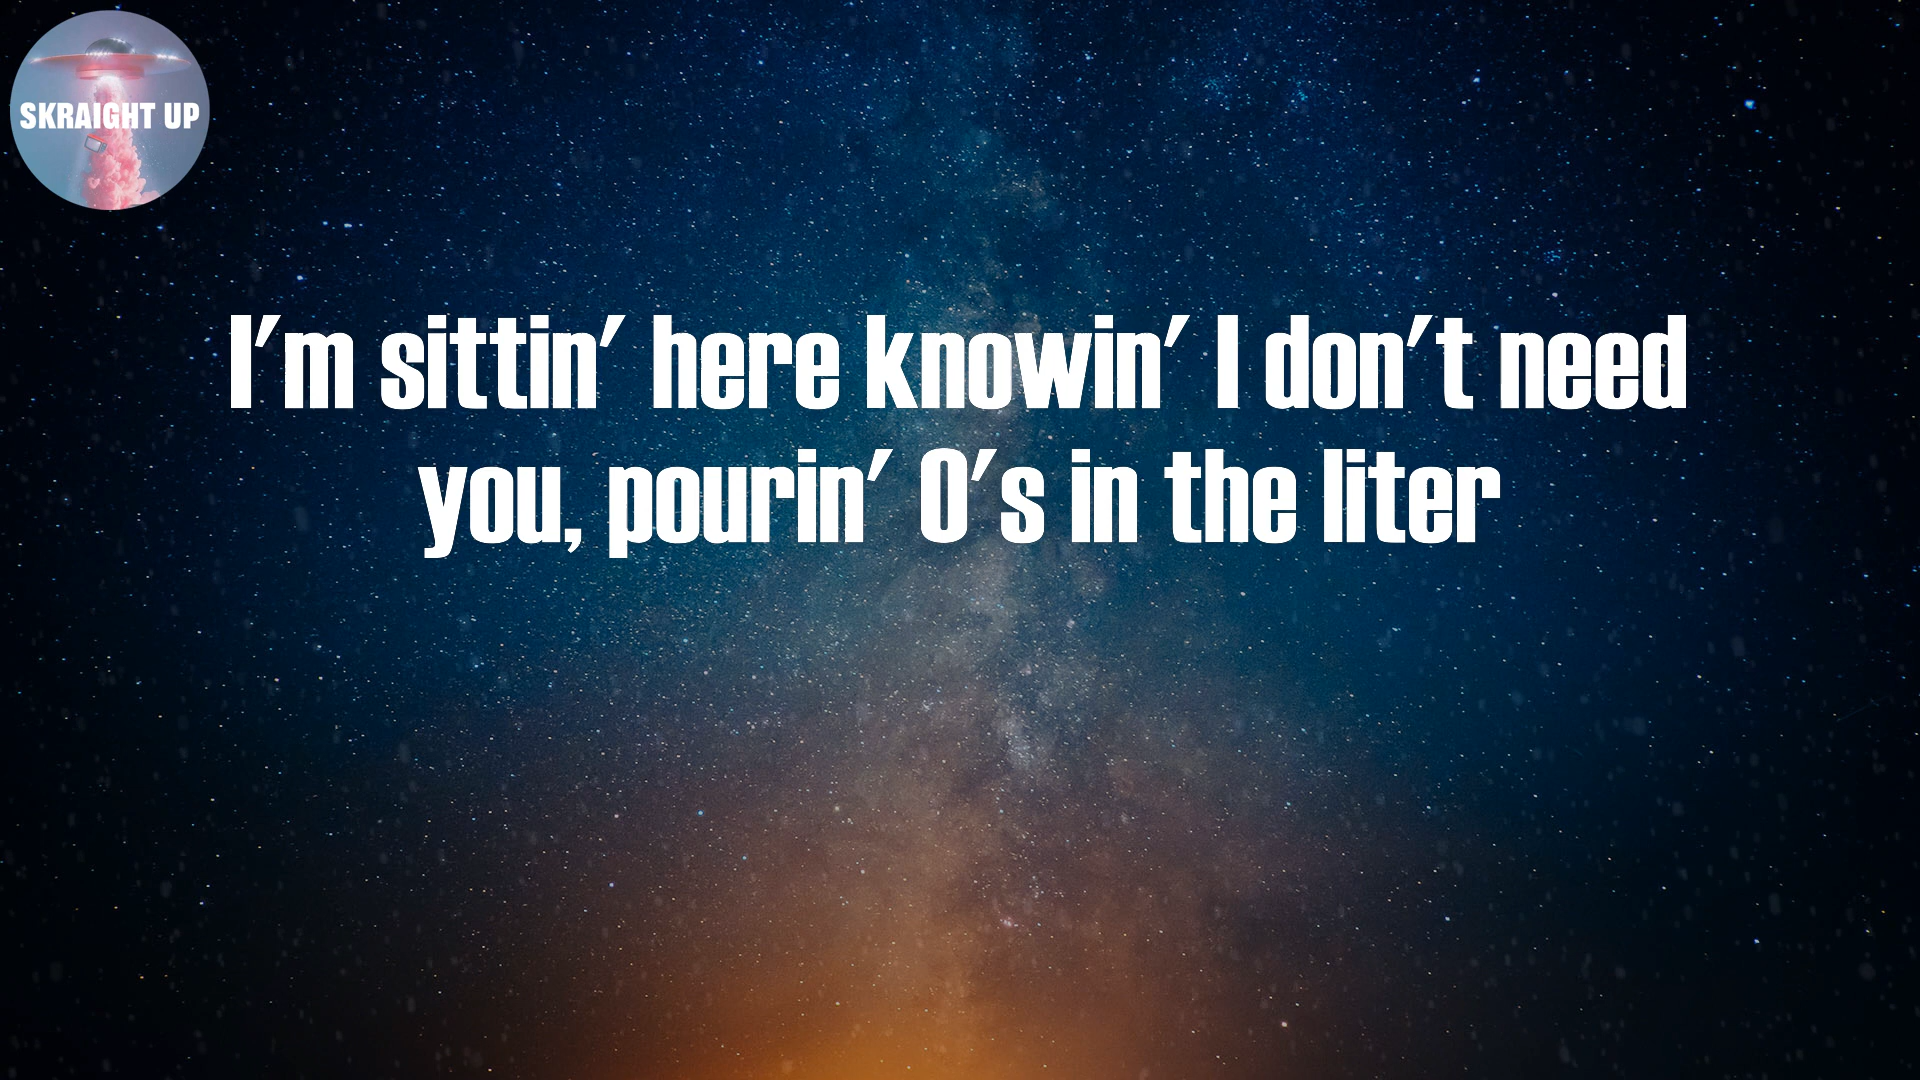 SKRAIGHT UP
I'm sittin' here knowin' I don't need
you, pourin' O's in the liter